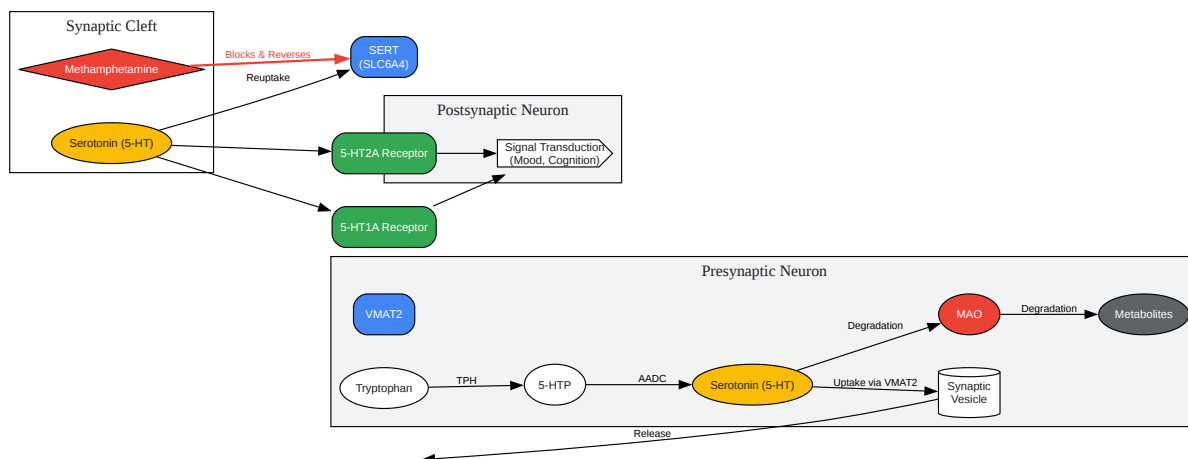 Synaptic Cleft
Methamphetamine
Blocks & Reverses
SERT
(SLC6A4)
Reuptake
Serotonin (5-HT)
Postsynaptic Neuron
5-HT2A Receptor
Signal Transduction
(Mood, Cognition)
5-HT1A Receptor
Presynaptic Neuron
VMAT2
MAO
Degradation
Metabolites
Degradation
Tryptophan
TPH
5-HTP
AADC
Serotonin (5-HT)
Uptake via VMAT2
Synaptic
Vesicle
Release